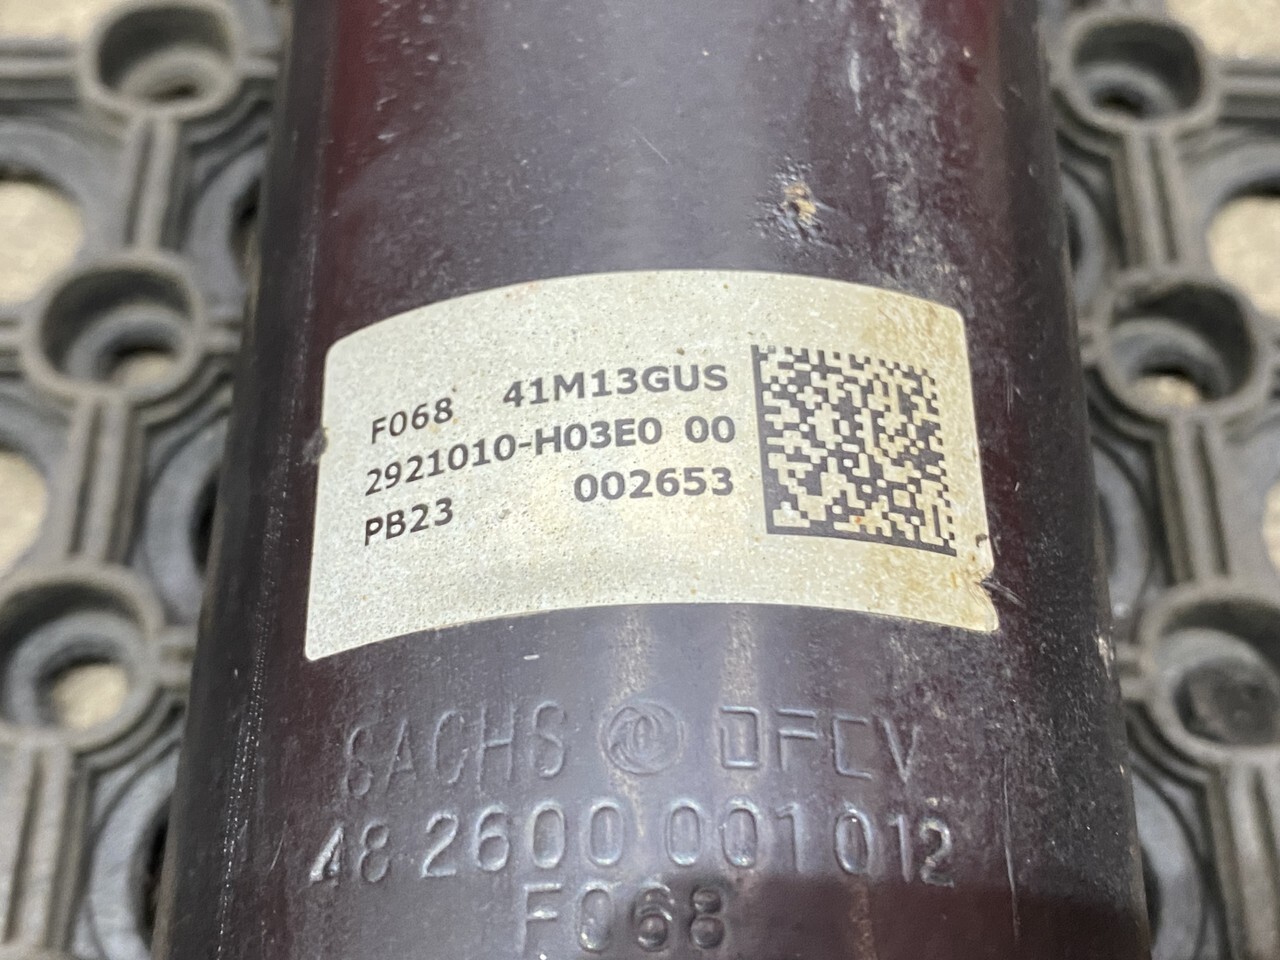 F068 41M13GUS
2921010-H03E0 00
PB23 002653
SACHS DFCV
48 2600 001 012
F068